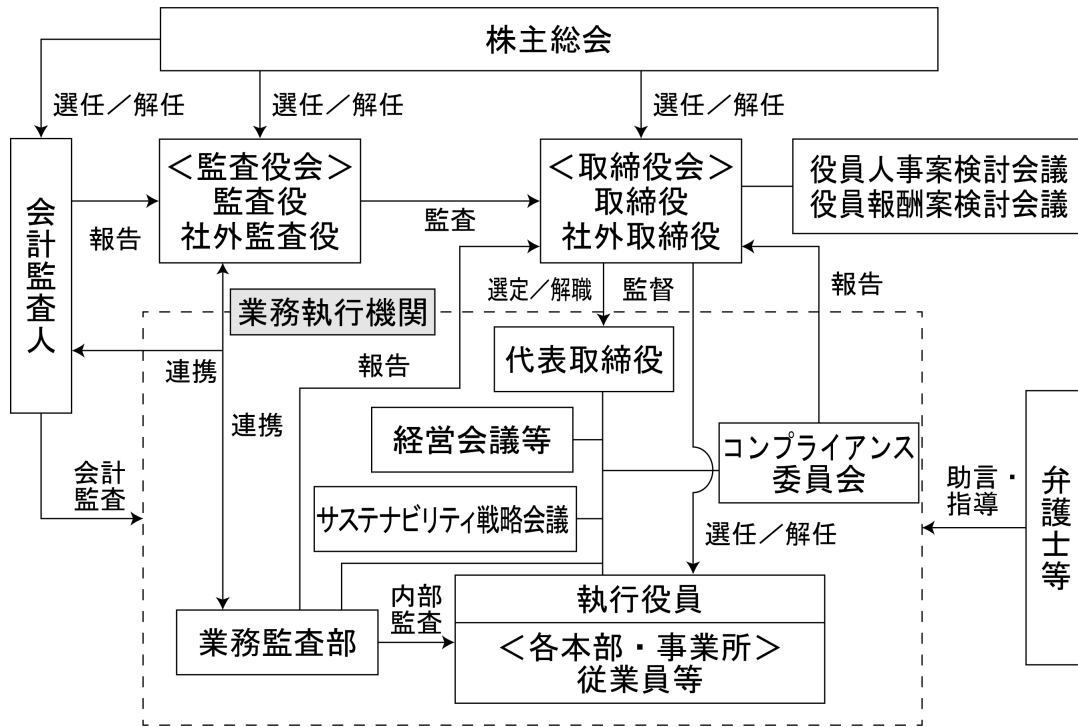 株主総会
選任／解任
選任／解任
選任／解任
会計監査人
＜監査役会＞
監査役
社外監査役
＜取締役会＞
取締役
社外取締役
役員人事案検討会議
役員報酬案検討会議
報告
監査
選定／解職
監督
報告
業務執行機関
代表取締役
連携
報告
連携
経営会議等
コンプライアンス
委員会
会計
監査
サステナビリティ戦略会議
助言・
指導
弁護士等
選任／解任
業務監査部
内部
監査
執行役員
＜各本部・事業所＞
従業員等